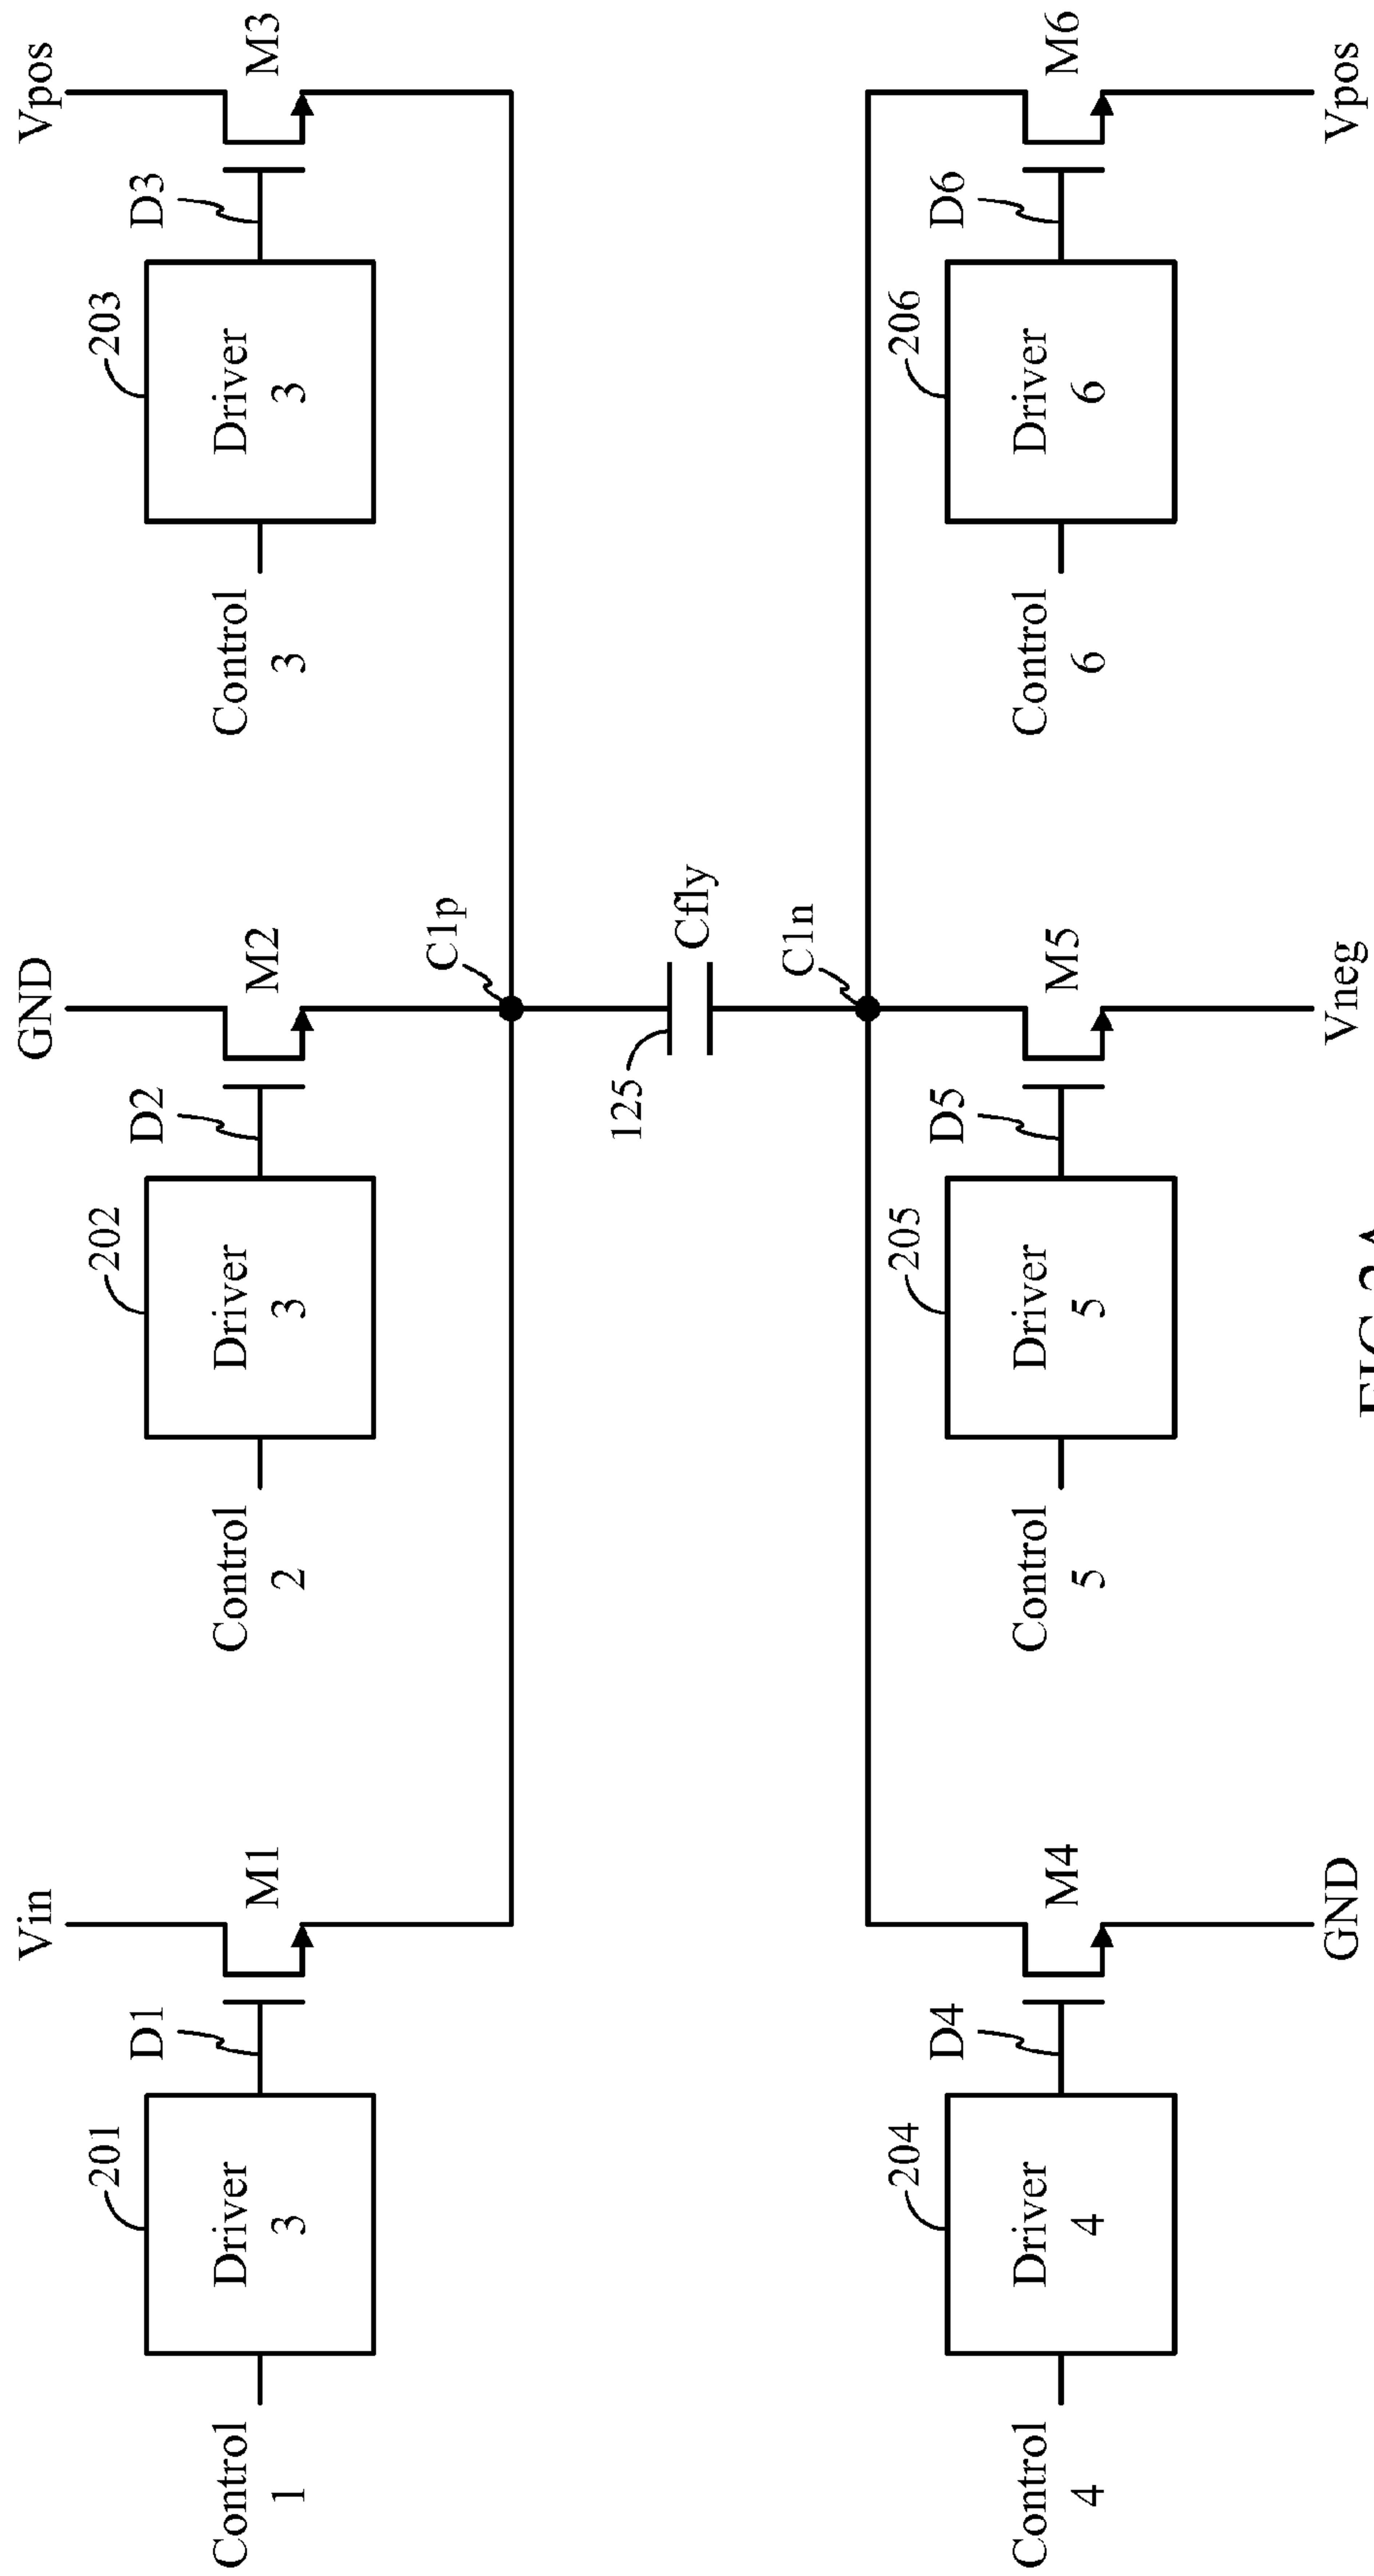 Vin
GND
Vpos
M1
M2
M3
D1
D2
D3
201
202
203
Driver
3
Driver
3
Driver
3
Control
1
Control
2
Control
3
C1p
125
Cfly
C1n
M4
M5
M6
D4
D5
D6
204
205
206
Driver
4
Driver
5
Driver
6
Control
4
Control
5
Control
6
GND
Vneg
Vpos